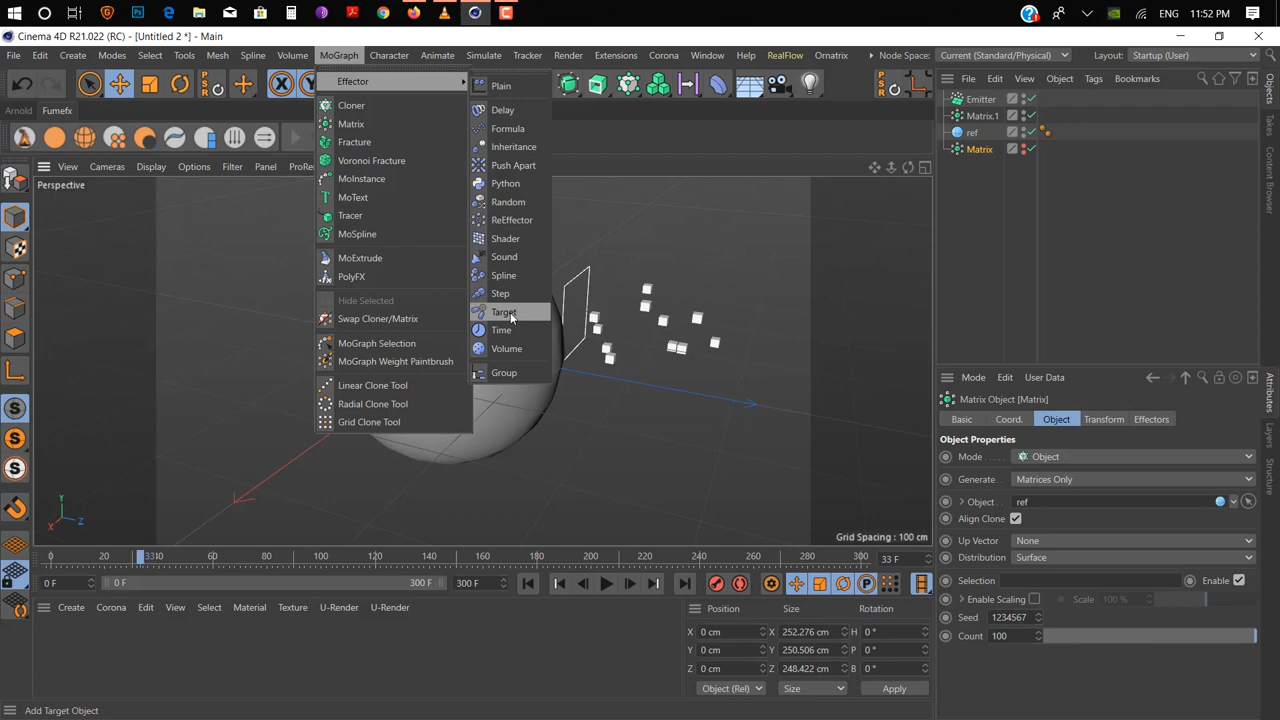 ENG 11:52 PM
Cinema 4D R21.022 (RC - R21) - [Untitled 2 *] - Main
File Edit Create Modes Select Tools Mesh Spline Volume MoGraph Character Animate Simulate Tracker Render Extensions Corona Window Help RealFlow Ornatrix Node Space: Current (Standard/Physical) Layout: Startup (User)
PSR X Y PSR File Edit View Object Tags Bookmarks
Arnold Fumefx
View Cameras Display Options Filter Panel ProRe
Perspective
Effector
Cloner
Matrix
Fracture
Voronoi Fracture
MoInstance
MoText
Tracer
MoSpline
MoExtrude
PolyFX
Hide Selected
Swap Cloner/Matrix
MoGraph Selection
MoGraph Weight Paintbrush
Linear Clone Tool
Radial Clone Tool
Grid Clone Tool
Plain
Delay
Formula
Inheritance
Push Apart
Python
Random
ReEffector
Shader
Sound
Spline
Step
Target
Time
Volume
Group
Emitter
Matrix.1
ref
Matrix
Objects
Takes
Content Browser
Mode Edit User Data
Matrix Object [Matrix]
Basic Coord. Object Transform Effectors
Object Properties
Mode . . . . . Object
Generate Matrices Only
Object ref
Align Clone
Up Vector None
Distribution Surface
Selection Enable
Enable Scaling Scale 100 %
Seed 1234567
Count 100
Attributes
Layers
Structure
Grid Spacing : 100 cm
Y
X Z
0 20 3310 60 80 100 120 140 160 180 200 220 240 260 280 300 33 F
0 F 0 F 300 F 300 F
Create Corona Edit View Select Material Texture U-Render U-Render
Position Size Rotation
X 0 cm X 252.276 cm H 0 °
Y 0 cm Y 250.506 cm P 0 °
Z 0 cm Z 248.422 cm B 0 °
Object (Rel) Size Apply
Add Target Object